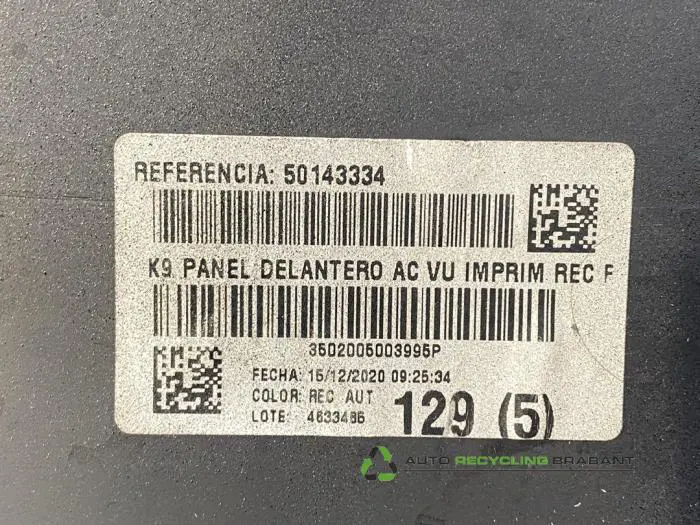 REFERENCIA: 50143334
K9 PANEL DELANTERO AC VU IMPRIM REC F
3502005003995P
FECHA: 15/12/2020 09:25:34
COLOR: REC AUT
LOTE: 4633486
129 (5)
AUTO RECYCLING BRABANT